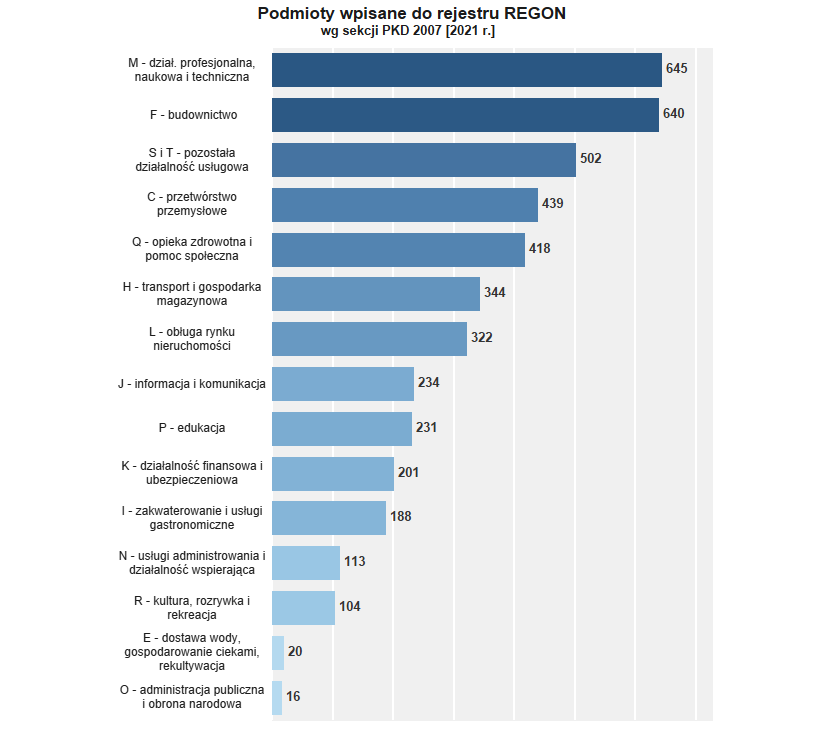 Podmioty wpisane do rejestru REGON
wg sekcji PKD 2007 [2021 r.]
M - dział. profesjonalna,
naukowa i techniczna
645
F - budownictwo
640
S i T - pozostała
działalność usługowa
502
C - przetwórstwo
przemysłowe
439
Q - opieka zdrowotna i
pomoc społeczna
418
H - transport i gospodarka
magazynowa
344
L - obługa rynku
nieruchomości
322
J - informacja i komunikacja
234
P - edukacja
231
K - działalność finansowa i
ubezpieczeniowa
201
I - zakwaterowanie i usługi
gastronomiczne
188
N - usługi administrowania i
działalność wspierająca
113
R - kultura, rozrywka i
rekreacja
104
E - dostawa wody,
gospodarowanie ciekami,
rekultywacja
20
O - administracja publiczna
i obrona narodowa
16